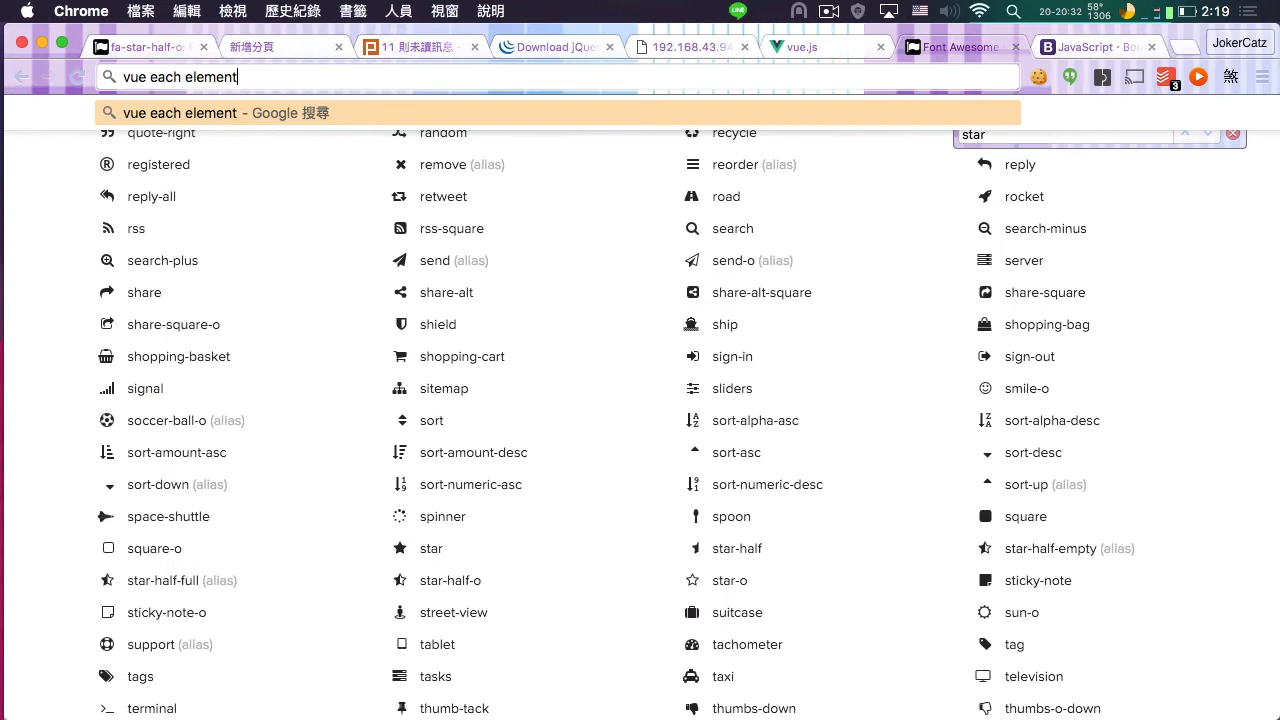 Chrome 檔案 編輯 檢視 歷史紀錄 書籤 人員 視窗 說明 LINE 20-20:32 58° 1306 2:19
fa-star-half-o: 新增分頁 11 則未讀訊息 - Download jQue 192.168.43.94 vue.js Font Awesome JavaScript · Boo JokerCatz
vue each element 煞 3
vue each element - Google 搜尋
quote-right random recycle star
registered remove (alias) reorder (alias) reply
reply-all retweet road rocket
rss rss-square search search-minus
search-plus send (alias) send-o (alias) server
share share-alt share-alt-square share-square
share-square-o shield ship shopping-bag
shopping-basket shopping-cart sign-in sign-out
signal sitemap sliders smile-o
soccer-ball-o (alias) sort sort-alpha-asc sort-alpha-desc
sort-amount-asc sort-amount-desc sort-asc sort-desc
sort-down (alias) sort-numeric-asc sort-numeric-desc sort-up (alias)
space-shuttle spinner spoon square
square-o star star-half star-half-empty (alias)
star-half-full (alias) star-half-o star-o sticky-note
sticky-note-o street-view suitcase sun-o
support (alias) tablet tachometer tag
tags tasks taxi television
terminal thumb-tack thumbs-down thumbs-o-down